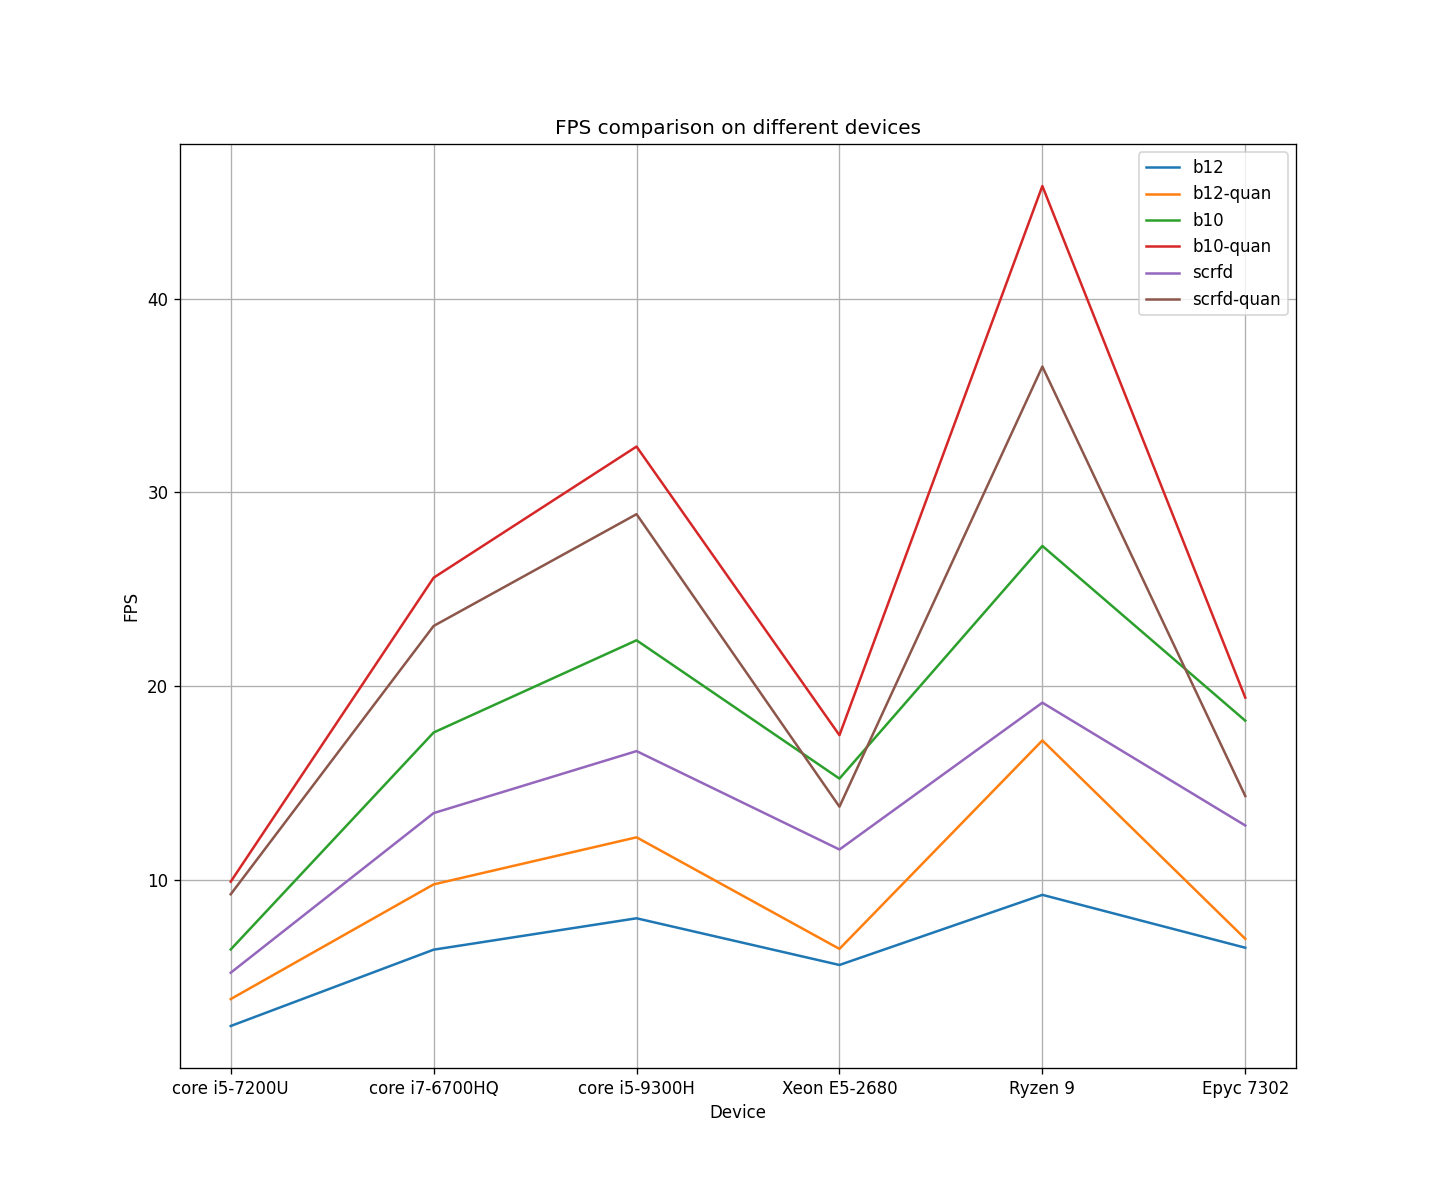 FPS comparison on different devices
b12
b12-quan
b10
b10-quan
scrfd
scrfd-quan
40
30
20
10
FPS
core i5-7200U
core i7-6700HQ
core i5-9300H
Xeon E5-2680
Ryzen 9
Epyc 7302
Device